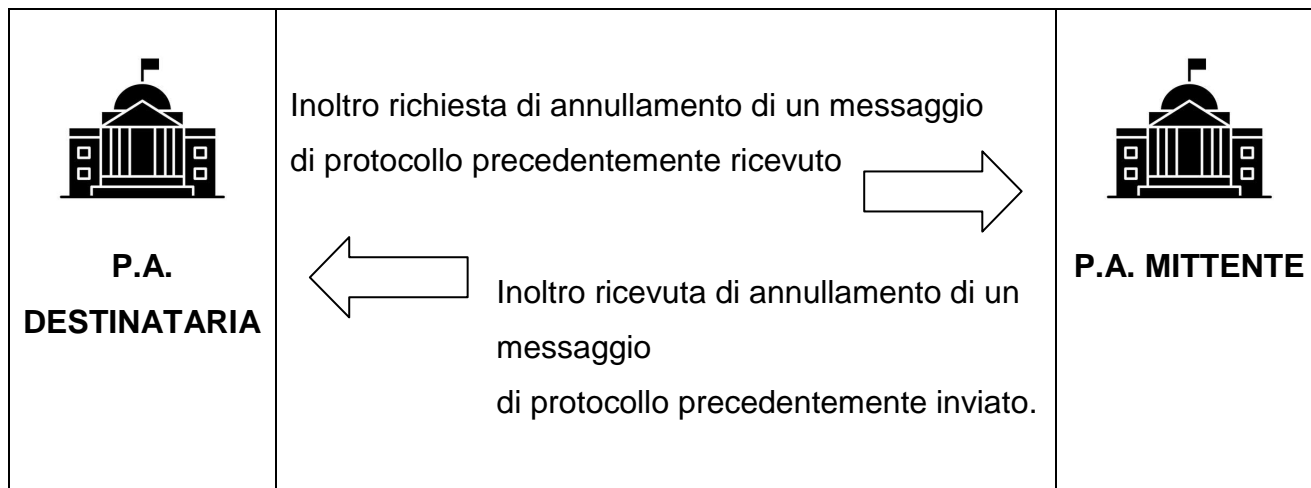 P.A.
DESTINATARIA
Inoltro richiesta di annullamento di un messaggio
di protocollo precedentemente ricevuto
Inoltro ricevuta di annullamento di un
messaggio
di protocollo precedentemente inviato.
P.A. MITTENTE